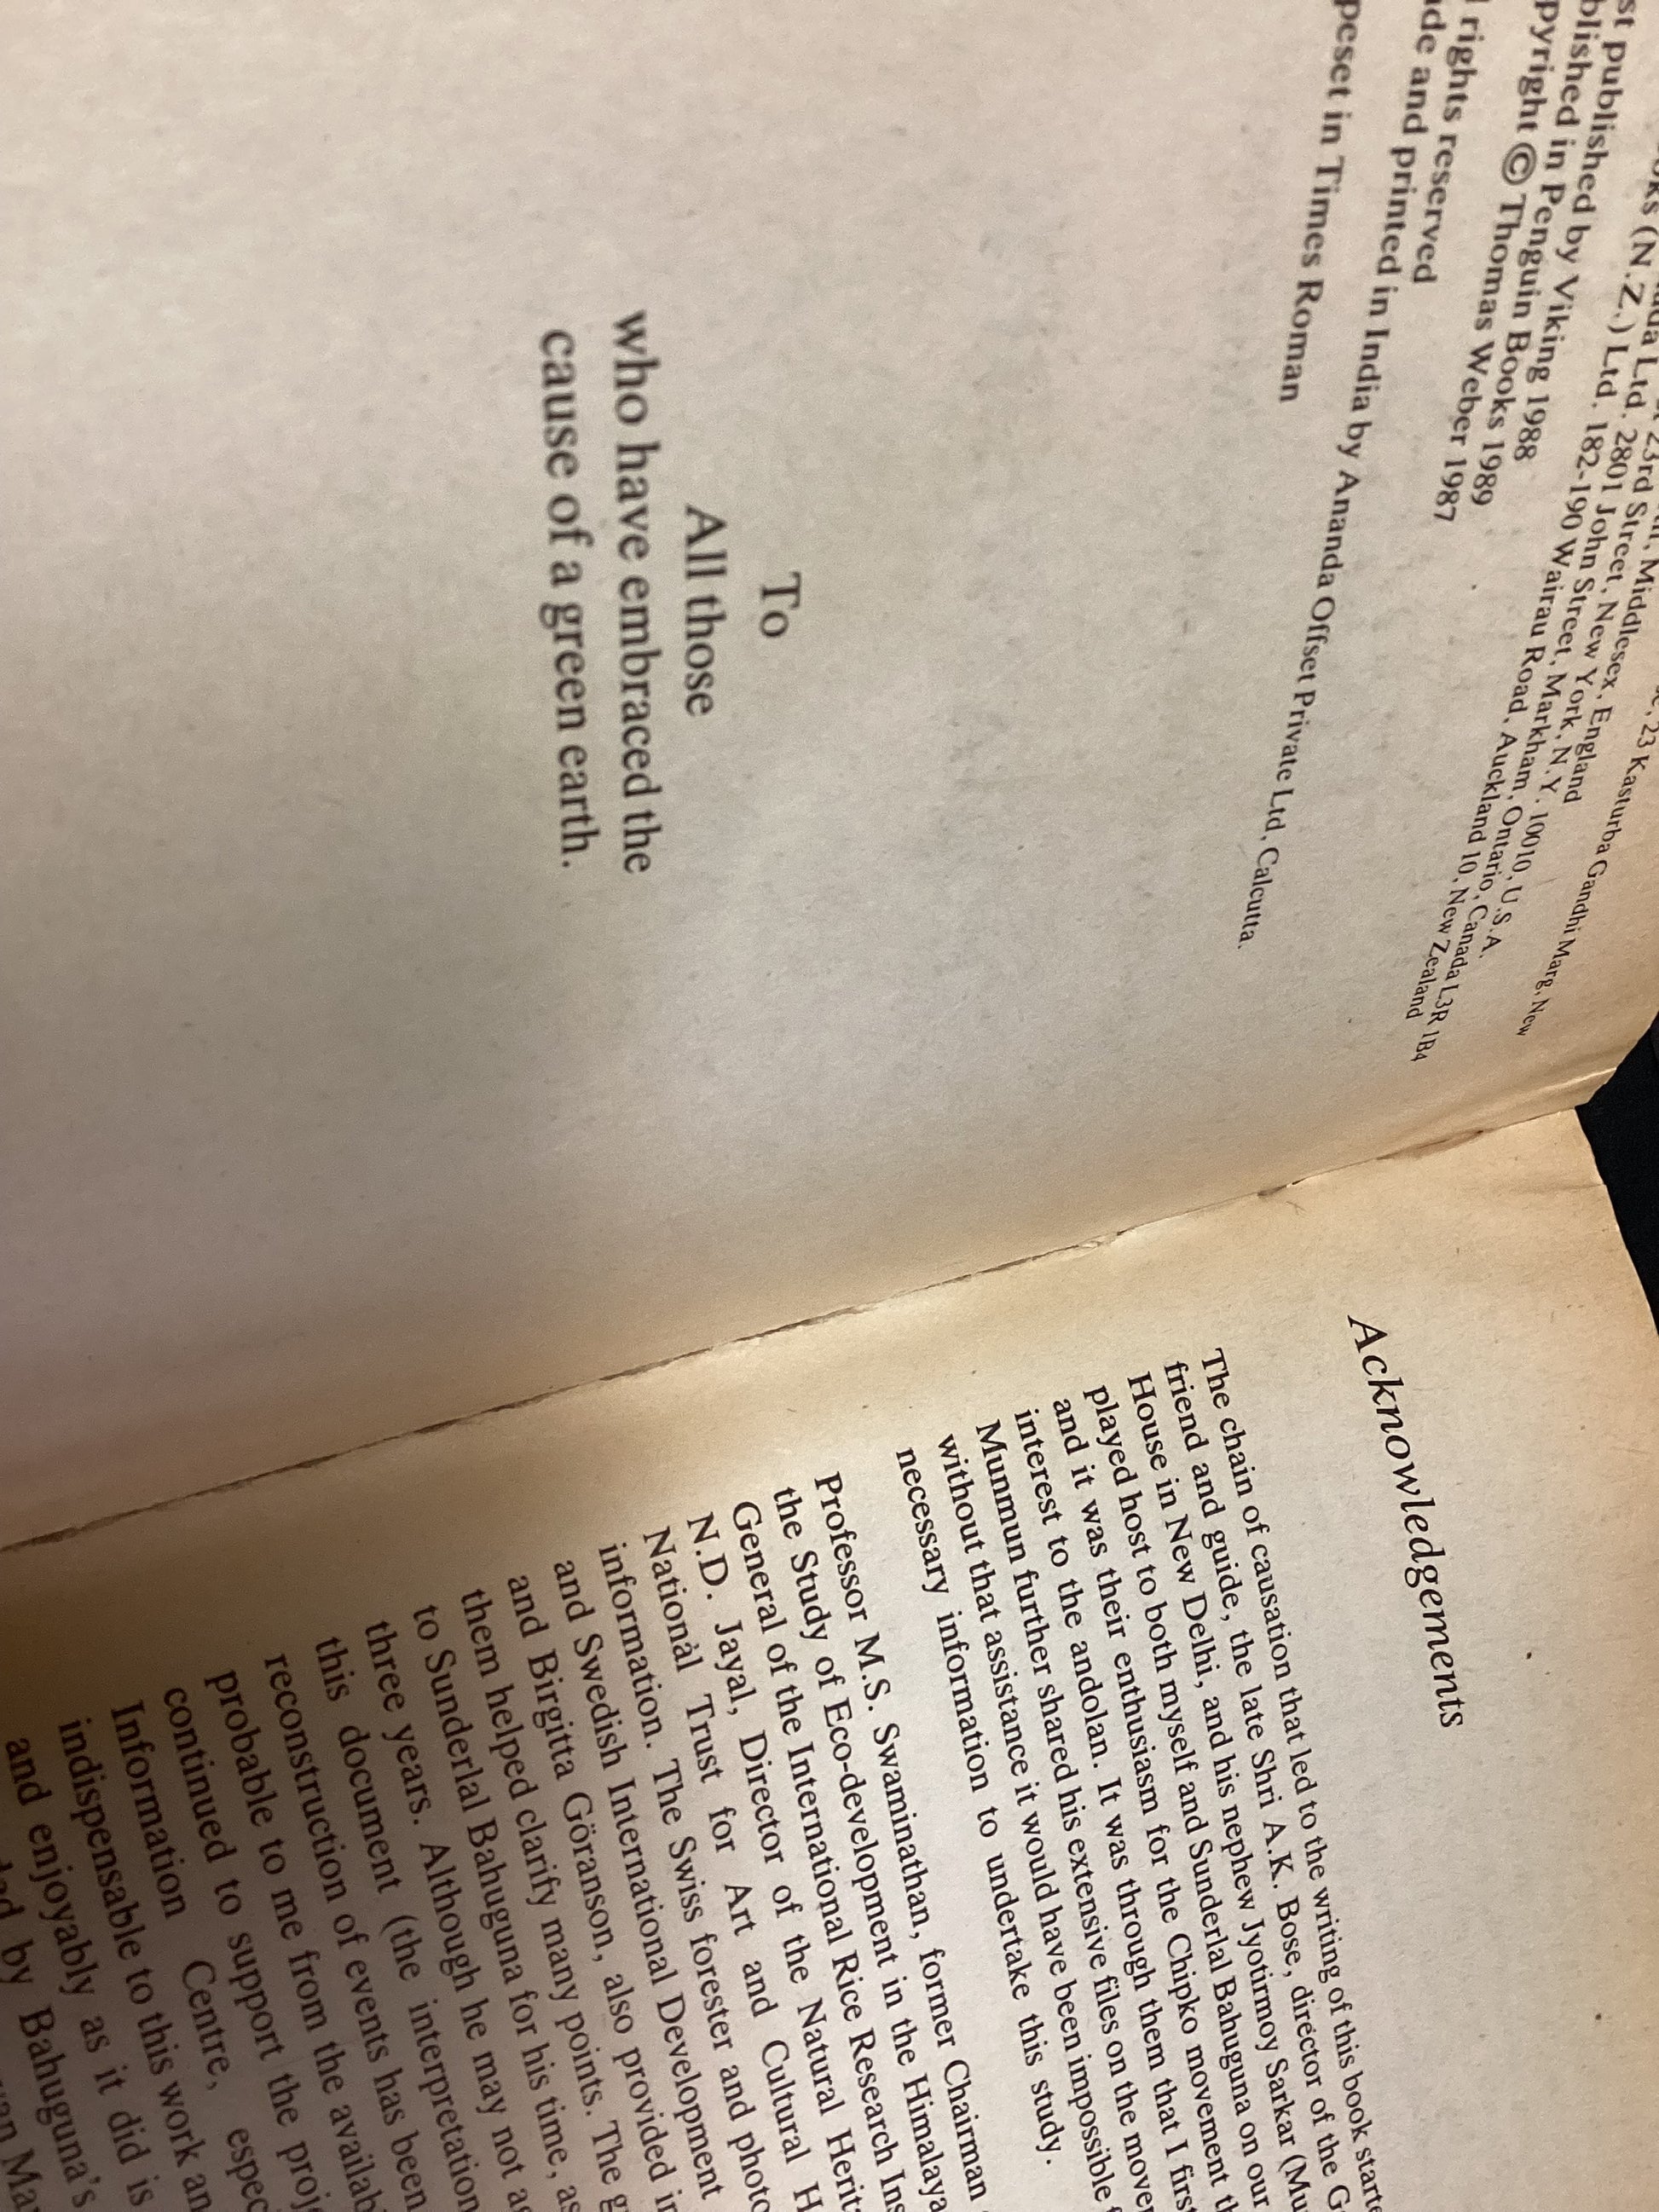 23 Kasturba Gandhi Marg, New
Middlesex, England
Ltd. 2801 John Street, Markham, Ontario, Canada L3R 1B4
23rd Street, New York, N.Y. 10010, U.S.A.
(N.Z.) Ltd. 182-190 Wairau Road, Auckland 10, New Zealand
st published by Viking 1988
blished in Penguin Books 1989
pyright © Thomas Weber 1987
rights reserved
de and printed in India by Ananda Offset Private Ltd, Calcutta.
peset in Times Roman
To
All those
who have embraced the
cause of a green earth.
Acknowledgements
The chain of causation that led to the writing of this book starte
friend and guide, the late Shri A.K. Bose, director of the G
House in New Delhi, and his nephew Jyotirmoy Sarkar (Mu
played host to both myself and Sunderlal Bahuguna on our
and it was their enthusiasm for the Chipko movement th
interest to the andolan. It was through them that I first
Munmun further shared his extensive files on the mover
without that assistance it would have been impossible f
necessary information to undertake this study.
Professor M.S. Swaminathan, former Chairman
the Study of Eco-development in the Himalaya
General of the International Rice Research Ins
N.D. Jayal, Director of the Natural Herit
National Trust for Art and Cultural H
information. The Swiss forester and photo
and Swedish International Development
and Birgitta Göranson, also provided in
them helped clarify many points. The g
to Sunderlal Bahuguna for his time, as
three years. Although he may not ag
this document (the interpretation
reconstruction of events has been
probable to me from the availab
continued to support the proj
Information Centre, espec
indispensable to this work an
and enjoyably as it did is
by Bahuguna's